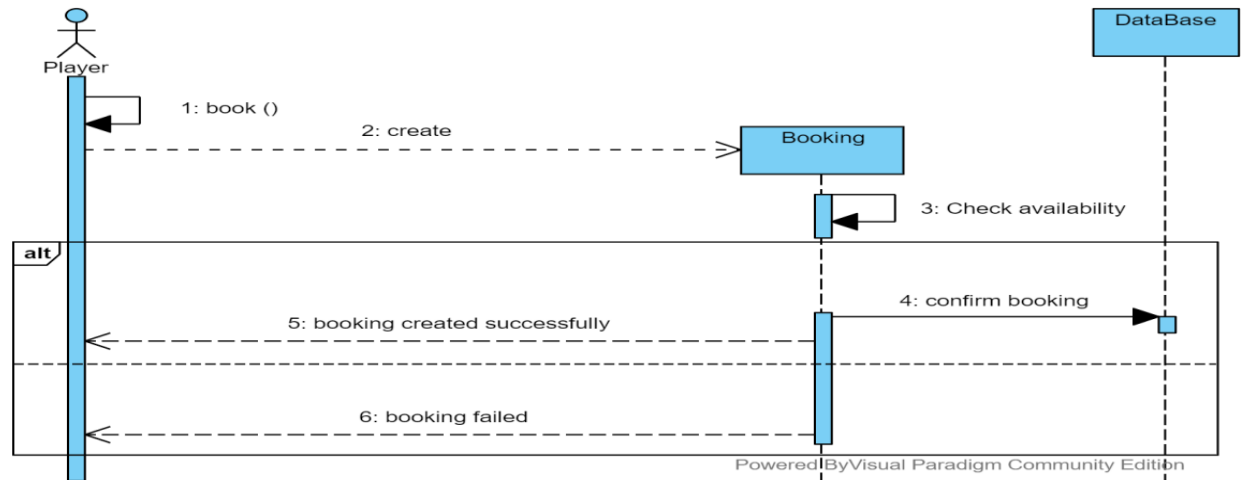 DataBase
Player
1: book ()
2: create
Booking
3: Check availability
alt
4: confirm booking
5: booking created successfully
6: booking failed
Powered ByVisual Paradigm Community Edition